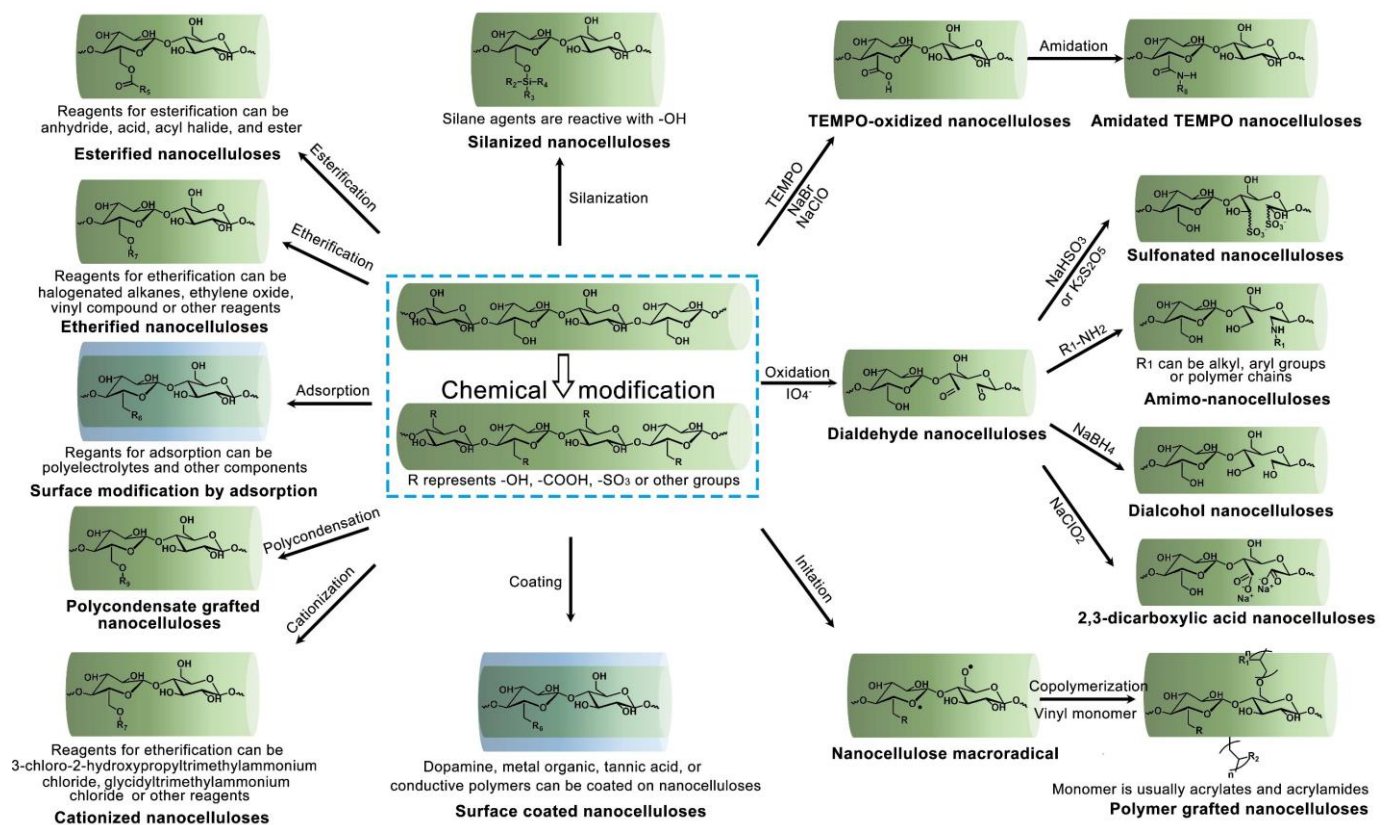 Reagents for esterification can be
anhydride, acid, acyl halide, and ester
Esterified nanocelluloses
Esterification
Silane agents are reactive with -OH
Silanized nanocelluloses
Silanization
TEMPO-oxidized nanocelluloses
TEMPO
NaBr
NaClO
Amidation
Amidated TEMPO nanocelluloses
Reagents for etherification can be
halogenated alkanes, ethylene oxide,
vinyl compound or other reagents
Etherified nanocelluloses
Etherification
Chemical modification
R represents -OH, -COOH, -SO3 or other groups
Adsorption
Regants for adsorption can be
polyelectrolytes and other components
Surface modification by adsorption
Oxidation
IO4-
Dialdehyde nanocelluloses
NaHSO3
or K2S2O5
Sulfonated nanocelluloses
R1-NH2
R1 can be alkyl, aryl groups
or polymer chains
Amimo-nanocelluloses
NaBH4
Dialcohol nanocelluloses
NaClO2
2,3-dicarboxylic acid nanocelluloses
Polycondensation
Polycondensate grafted
nanocelluloses
Cationization
Reagents for etherification can be
3-chloro-2-hydroxypropyltrimethylammonium
chloride, glycidyltrimethylammonium
chloride or other reagents
Cationized nanocelluloses
Coating
Dopamine, metal organic, tannic acid, or
conductive polymers can be coated on nanocelluloses
Surface coated nanocelluloses
Initation
Nanocellulose macroradical
Copolymerization
Vinyl monomer
Monomer is usually acrylates and acrylamides
Polymer grafted nanocelluloses